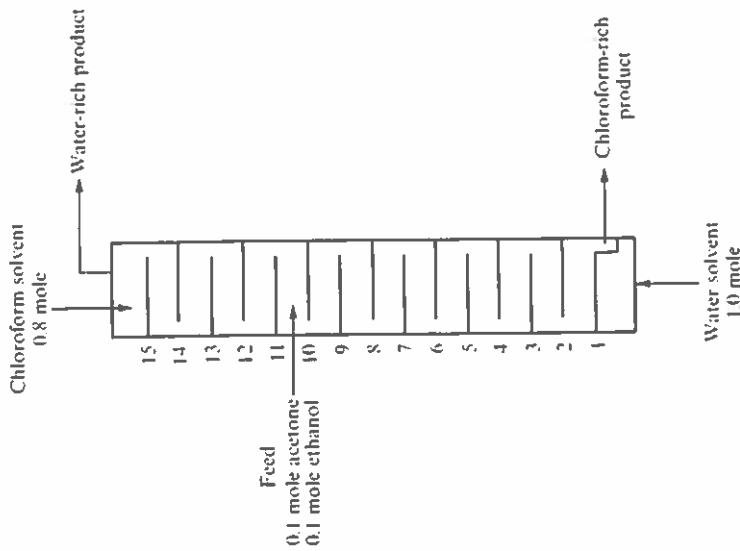 Chloroform solvent
0.8 mole
Water-rich product
15
14
13
12
11
10
9
8
7
6
5
4
3
2
1
Feed
0.1 mole acetone
0.1 mole ethanol
Chloroform-rich
product
Water solvent
1.0 mole